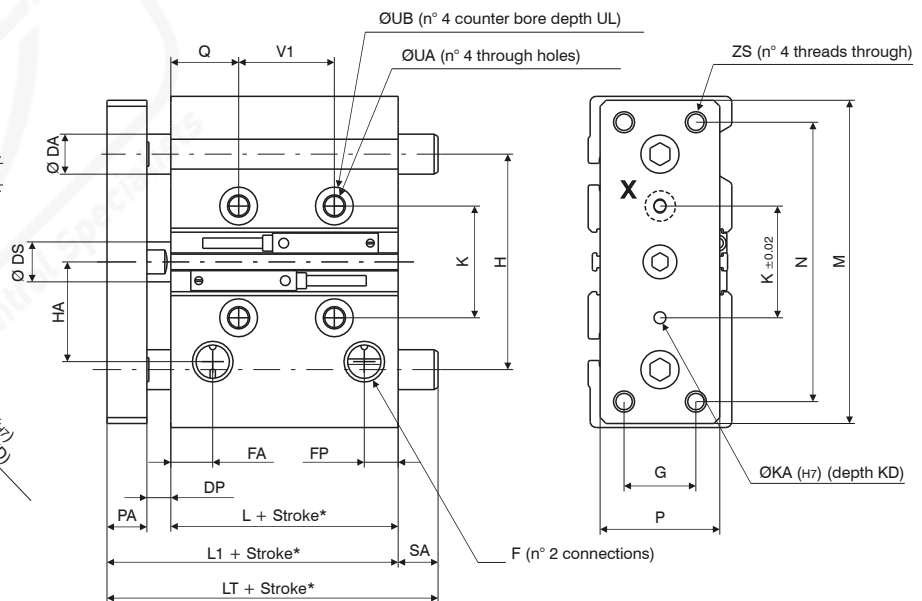 ØUB (n° 4 counter bore depth UL)
Q
V1
ØUA (n° 4 through holes)
ZS (n° 4 threads through)
Ø DA
X
Ø DS
HA
K
H
K ±0.02
N
M
FA
FP
G
ØKA (H7) (depth KD)
DP
P
PA
L + Stroke*
L1 + Stroke*
SA
F (n° 2 connections)
LT + Stroke*